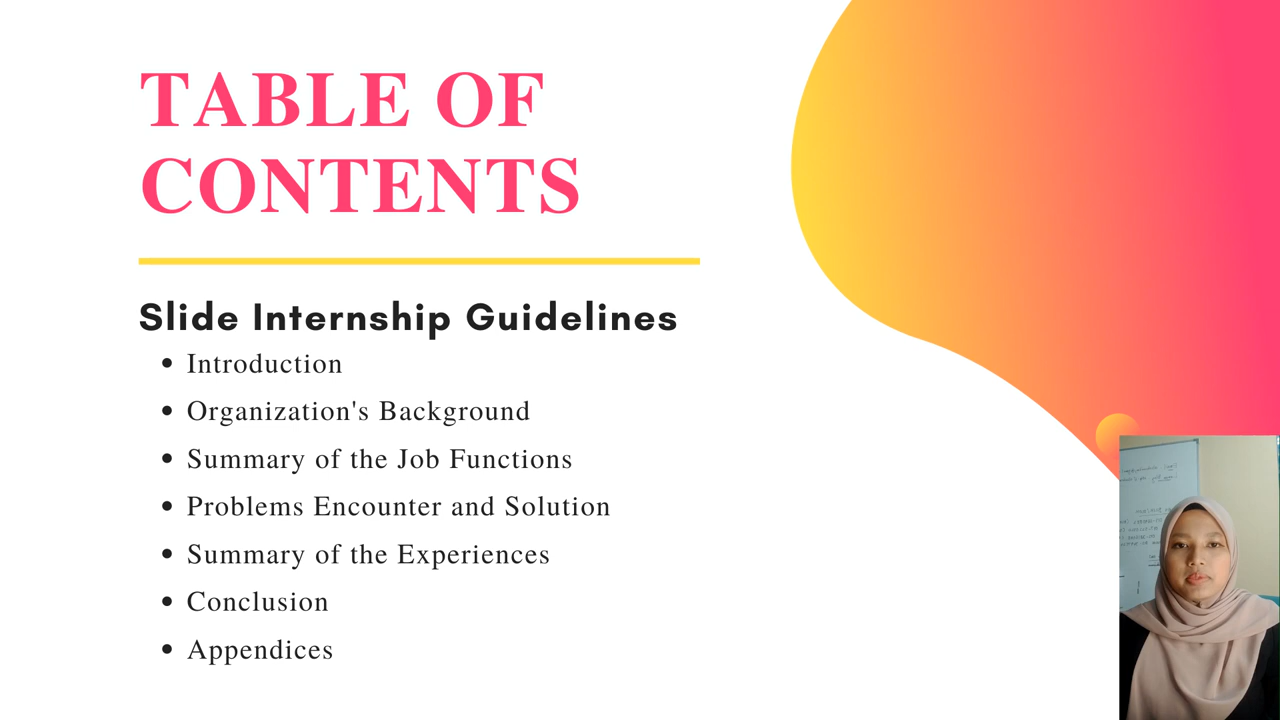 TABLE OF
CONTENTS
Slide Internship Guidelines
• Introduction
• Organization's Background
• Summary of the Job Functions
• Problems Encounter and Solution
• Summary of the Experiences
• Conclusion
• Appendices